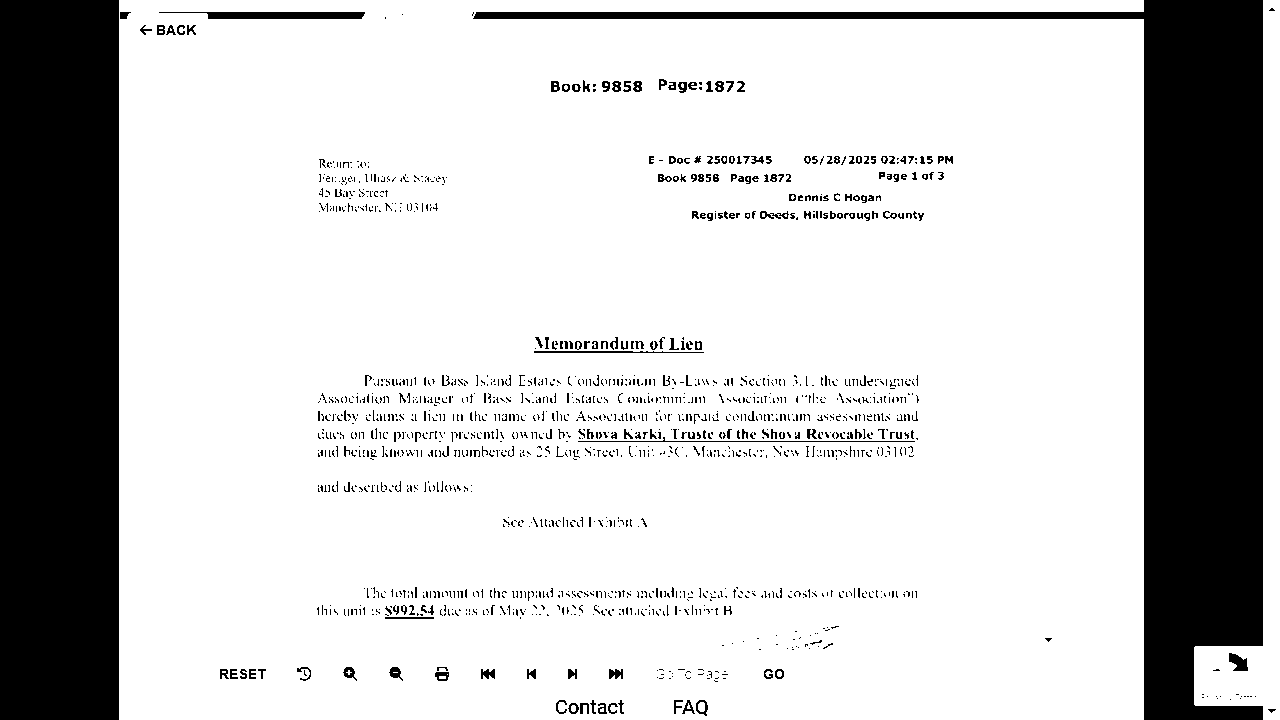 ← BACK
Book: 9858 Page:1872
Return to:
Feniger, Uliasz & Stacey
45 Bay Street
Manchester, NH 03104
E - Doc # 250017345 05/28/2025 02:47:15 PM
Book 9858 Page 1872 Page 1 of 3
Dennis C Hogan
Register of Deeds, Hillsborough County
Memorandum of Lien
Pursuant to Bass Island Estates Condominium By-Laws at Section 3.1, the undersigned
Association Manager of Bass Island Estates Condominium Association ("the Association")
hereby claims a lien in the name of the Association for unpaid condominium assessments and
dues on the property presently owned by Shova Karki, Truste of the Shova Revocable Trust,
and being known and numbered as 25 Log Street, Unit #3C, Manchester, New Hampshire 03102
and described as follows:
See Attached Exhibit A
The total amount of the unpaid assessments including legal fees and costs of collection on
this unit is $992.54 due as of May 22, 2025. See attached Exhibit B
RESET Go To Page GO
Contact FAQ